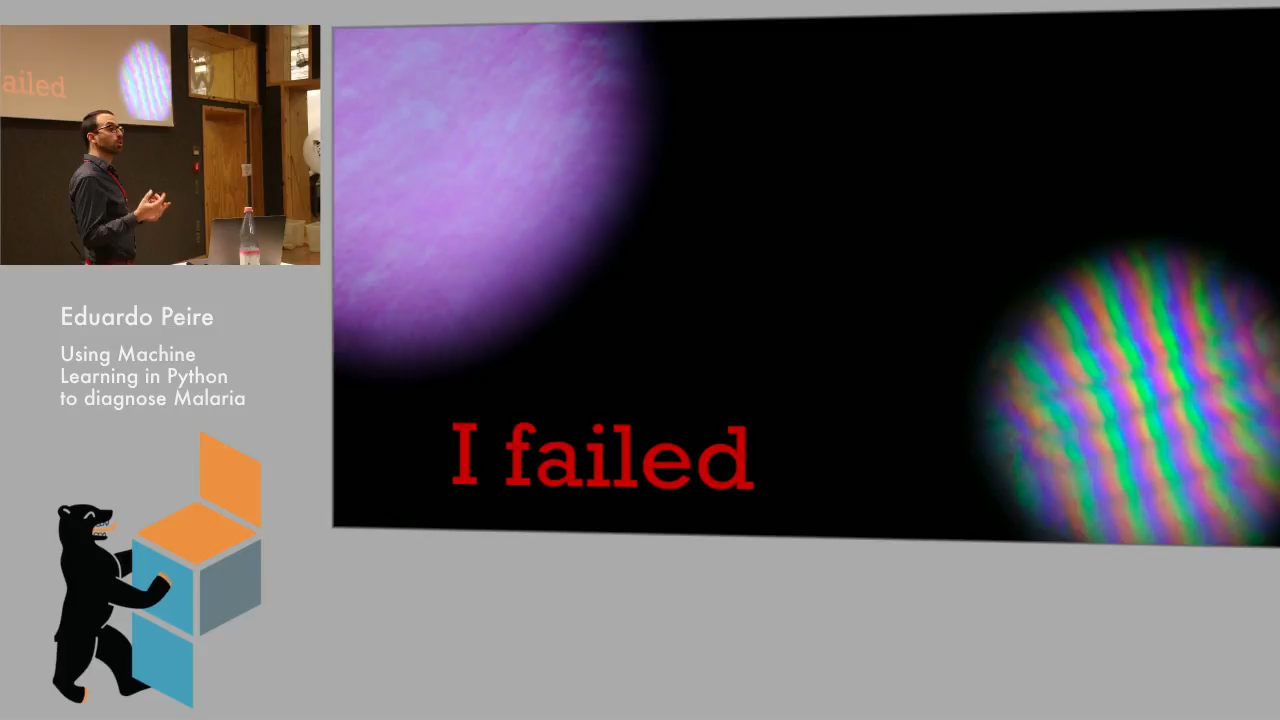 ailed
Eduardo Peire
Using Machine
Learning in Python
to diagnose Malaria
I failed